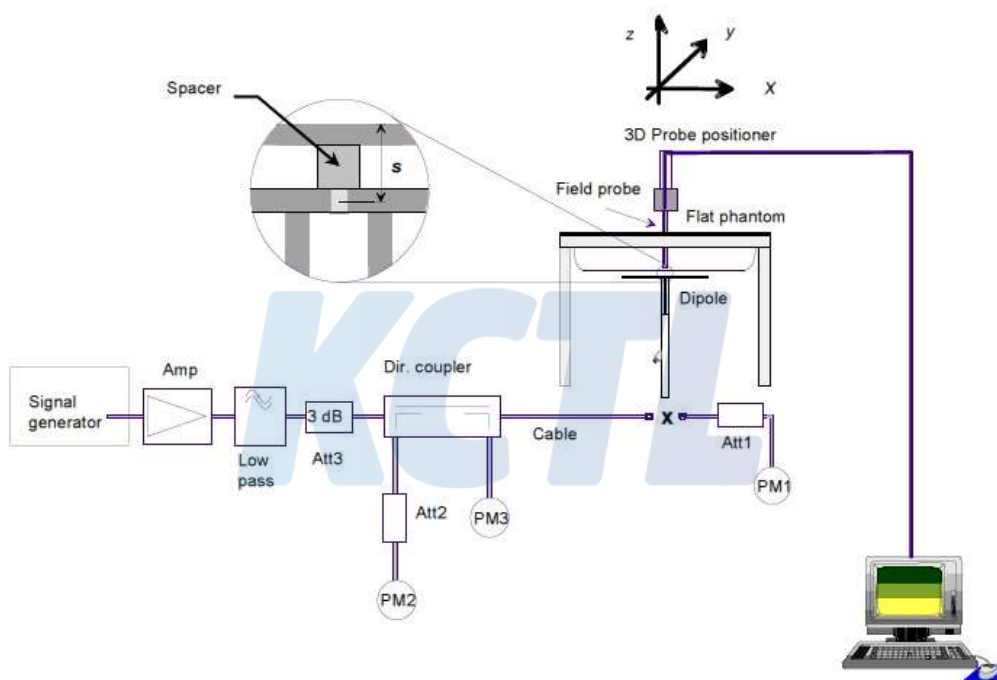 z
y
X
Spacer
3D Probe positioner
s
Field probe
Flat phantom
Dipole
KCTL
Dir. coupler
Amp
Signal
generator
3 dB
Att3
Low
pass
Cable
X
Att1
PM1
Att2
PM3
PM2